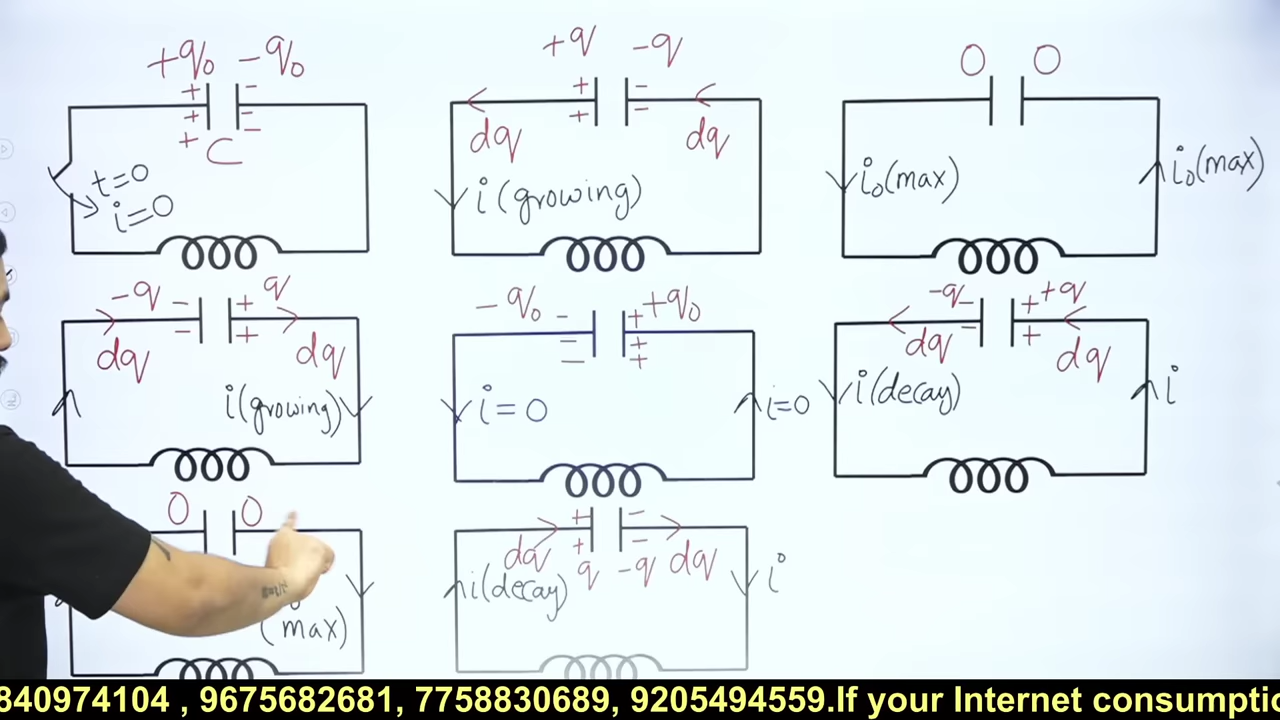 +q₀ -q₀
+ -
+ =
+ -
C
t=0
i=0
+q -q
+ =
+ -
dq dq
i (growing)
0 0
i₀(max) i₀(max)
-q - + q
- +
dq dq
i(growing)
-q₀ - + +q₀
- +
- +
i=0 i=0
-q - + +q
- +
dq dq
i(decay) i
0 0
(max)
+ -
+ -
dq q -q dq
i(decay) i
840974104 , 9675682681, 7758830689, 9205494559.If your Internet consumptio